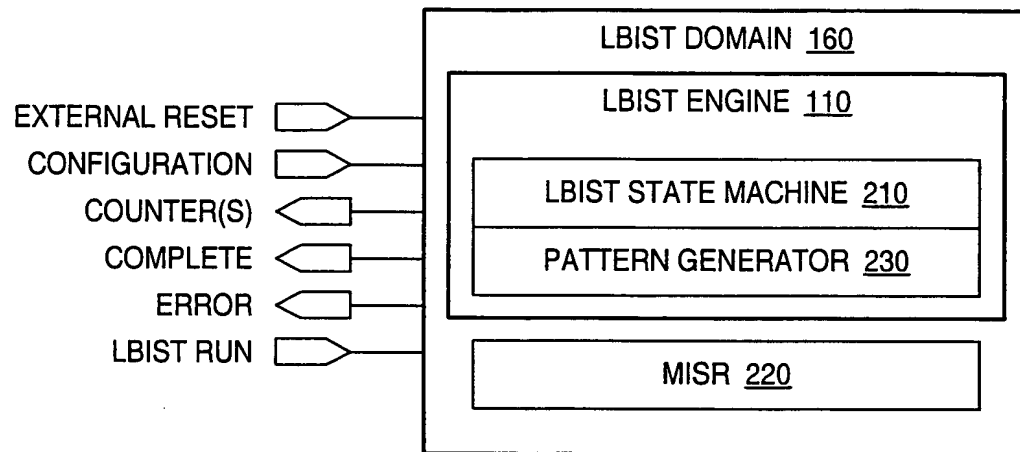 LBIST DOMAIN 160
LBIST ENGINE 110
EXTERNAL RESET
CONFIGURATION
COUNTER(S)
COMPLETE
ERROR
LBIST RUN
LBIST STATE MACHINE 210
PATTERN GENERATOR 230
MISR 220